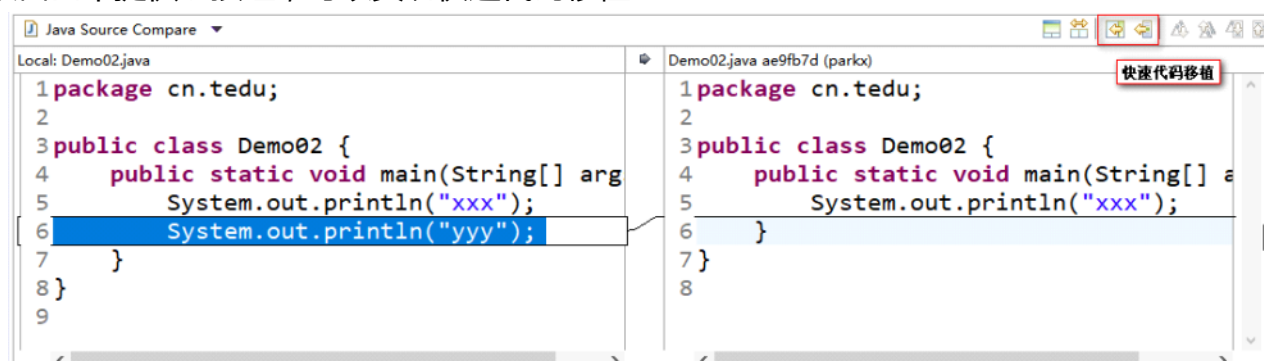 Java Source Compare
Local: Demo02.java
Demo02.java ae9fb7d (parkx)
快速代码移植
1 package cn.tedu;
2
3 public class Demo02 {
4 public static void main(String[] arg
5 System.out.println("xxx");
6 System.out.println("yyy");
7 }
8 }
9
1 package cn.tedu;
2
3 public class Demo02 {
4 public static void main(String[] a
5 System.out.println("xxx");
6 }
7 }
8